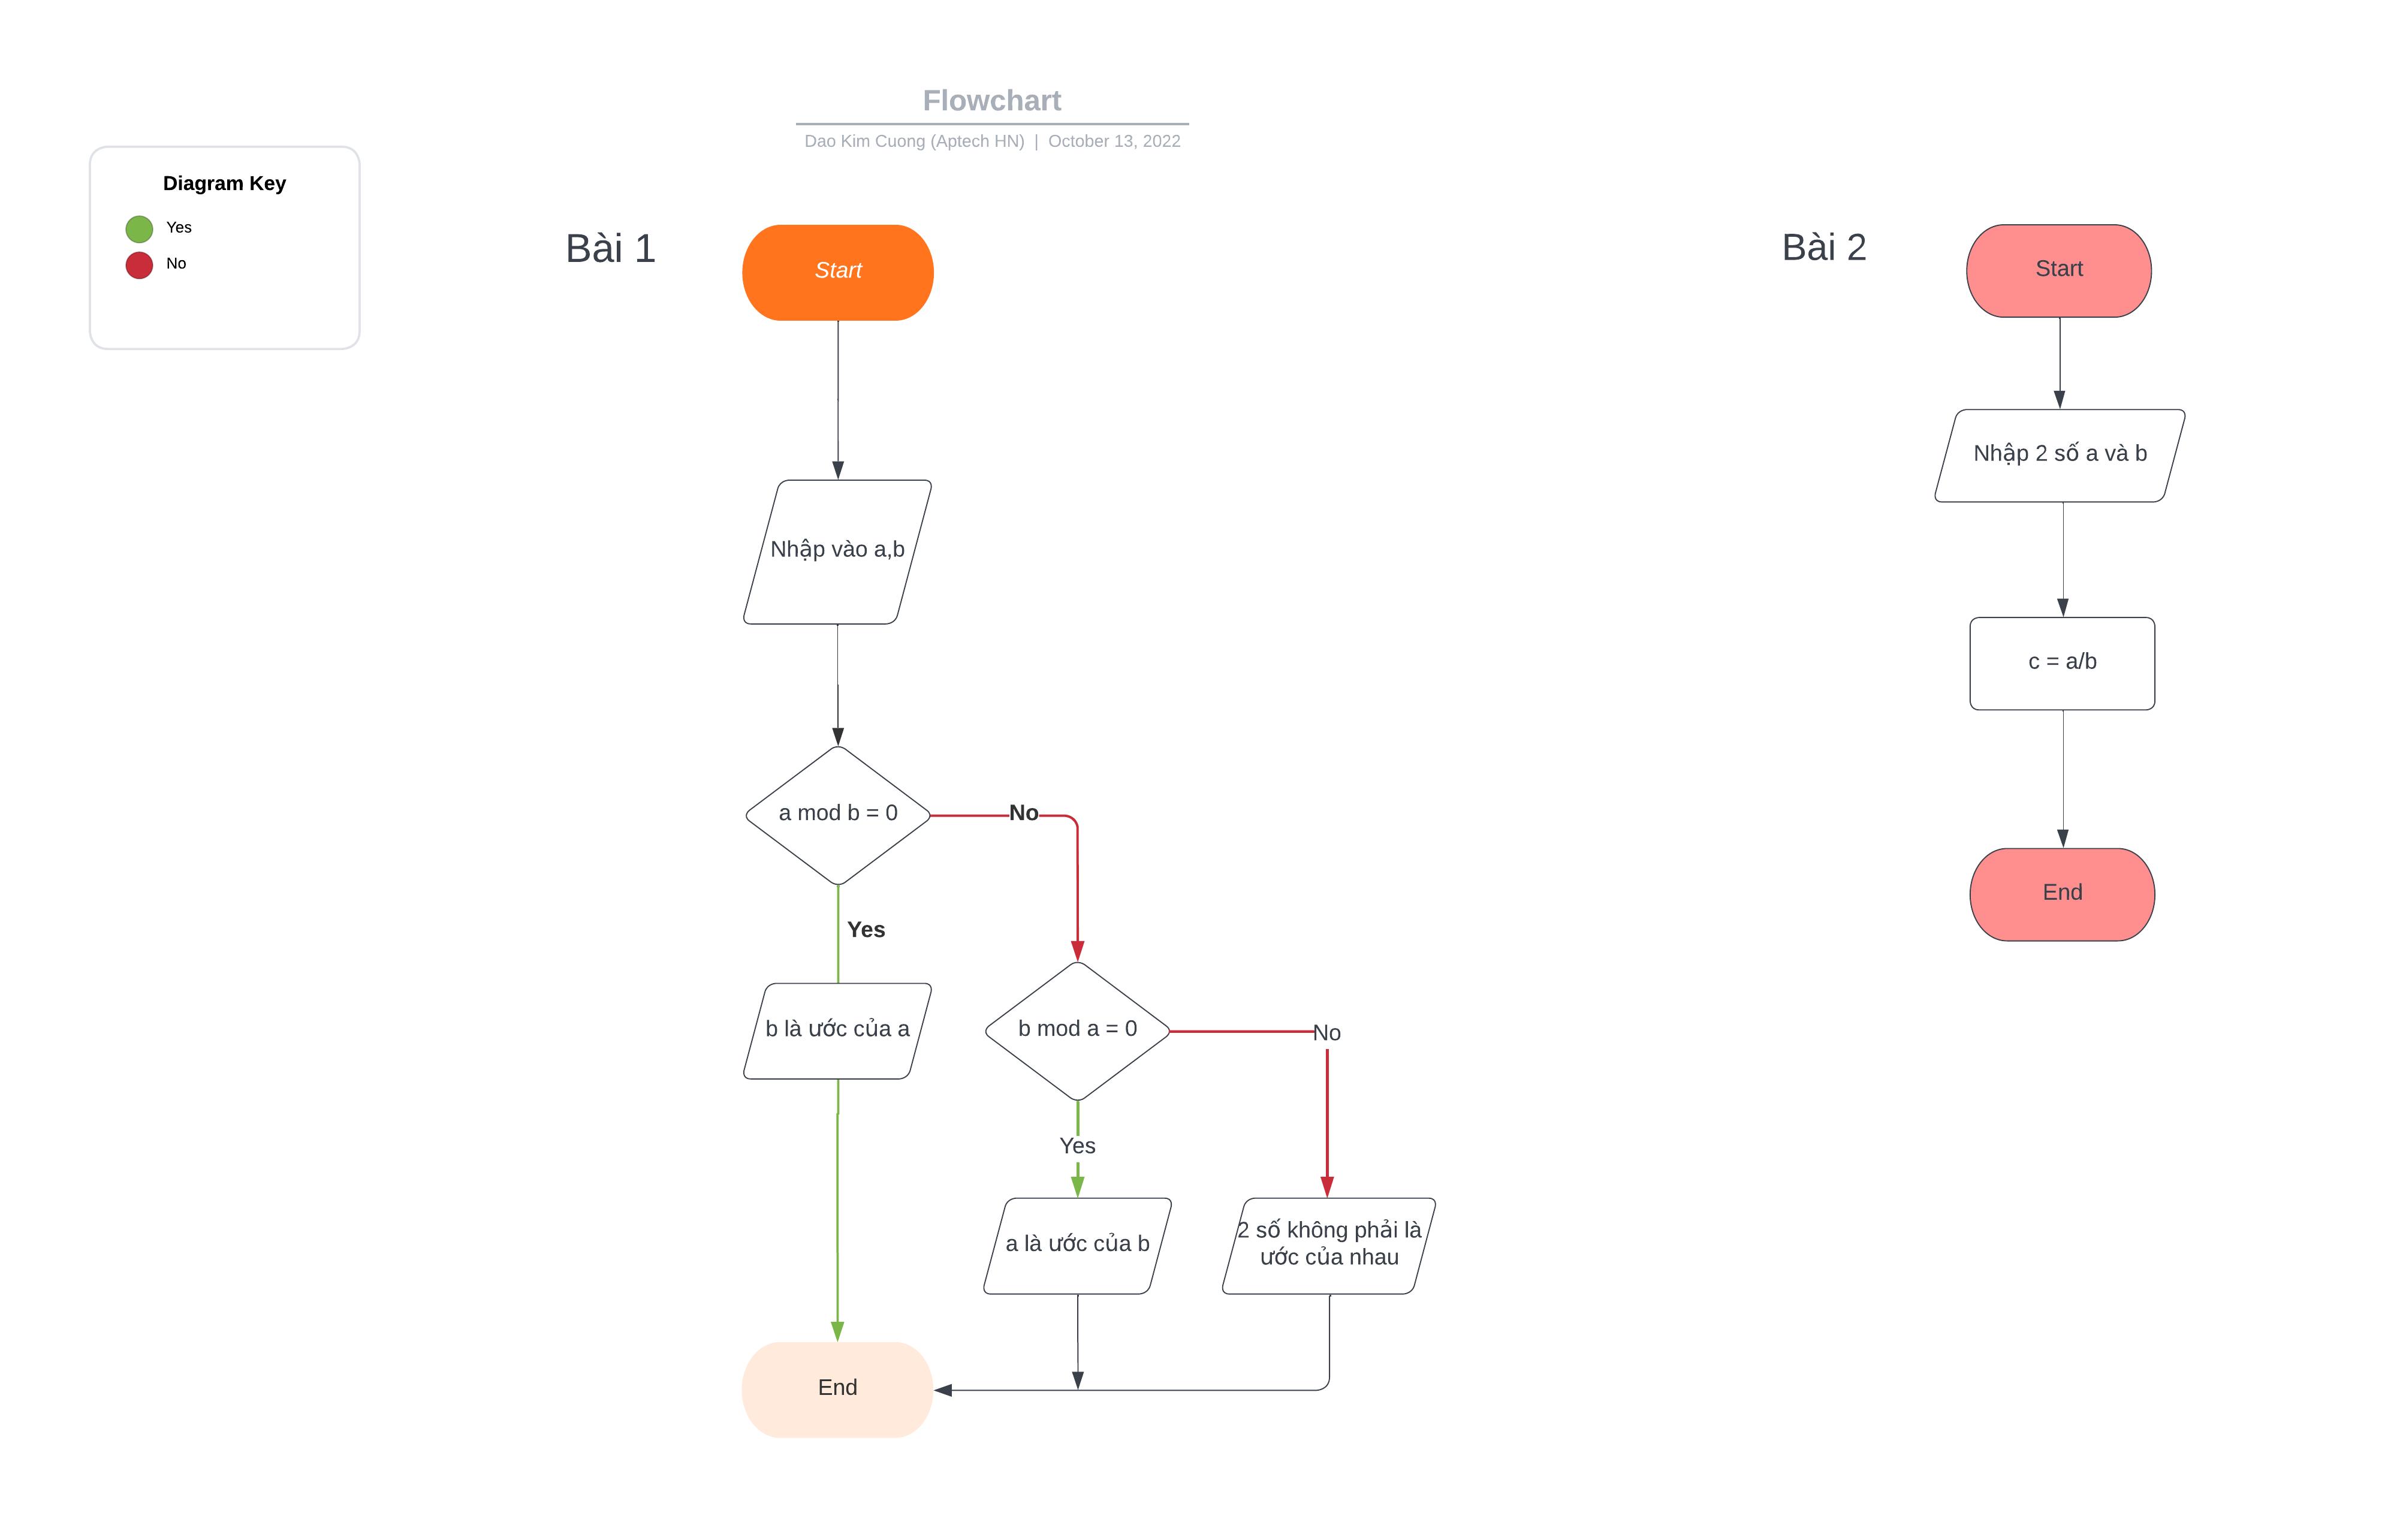 Flowchart
Dao Kim Cuong (Aptech HN) | October 13, 2022
Diagram Key
Yes
No
Bài 1
Start
Nhập vào a,b
a mod b = 0
No
Yes
b là ước của a
b mod a = 0
No
Yes
a là ước của b
2 số không phải là
ước của nhau
End
Bài 2
Start
Nhập 2 số a và b
c = a/b
End